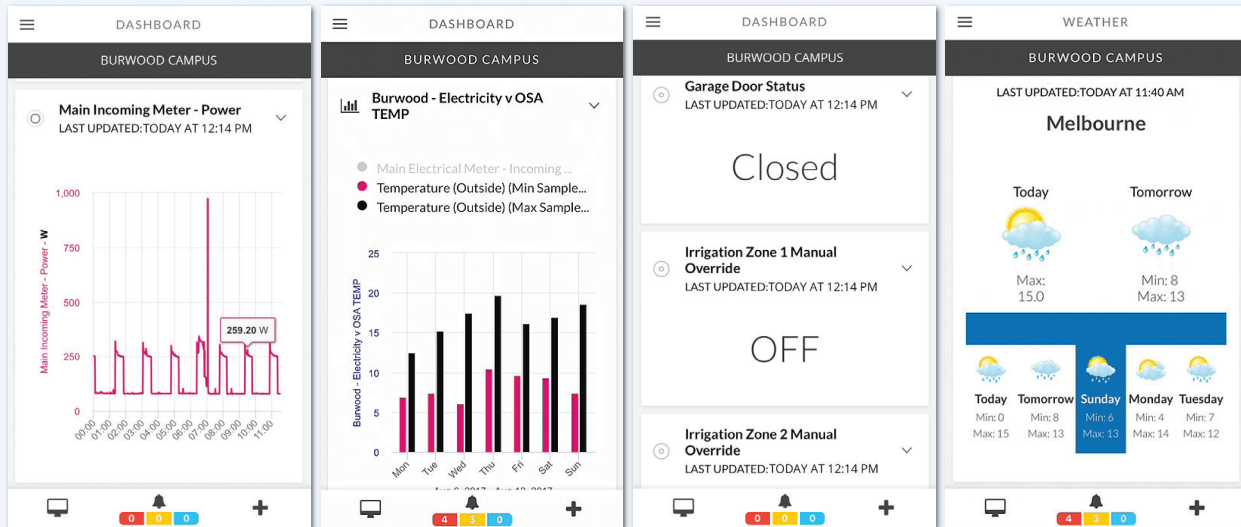 DASHBOARD
BURWOOD CAMPUS
Main Incoming Meter - Power
LAST UPDATED:TODAY AT 12:14 PM
Main Incoming Meter - Power - W
1,000
750
500
250
0
259.20 W
00:00
01:00
02:00
03:00
04:00
05:00
06:00
07:00
08:00
09:00
10:00
11:00
0 0 0
DASHBOARD
BURWOOD CAMPUS
Burwood - Electricity v OSA
TEMP
Main Electrical Meter - Incoming ...
Temperature (Outside) (Min Sample...
Temperature (Outside) (Max Sample...
Burwood - Electricity v OSA TEMP
25
20
15
10
5
0
Mon
Tue
Wed
Thu
Fri
Sat
Sun
4 3 0
DASHBOARD
BURWOOD CAMPUS
Garage Door Status
LAST UPDATED:TODAY AT 12:14 PM
Closed
Irrigation Zone 1 Manual
Override
LAST UPDATED:TODAY AT 12:14 PM
OFF
Irrigation Zone 2 Manual
Override
LAST UPDATED:TODAY AT 12:14 PM
0 0 0
WEATHER
BURWOOD CAMPUS
LAST UPDATED:TODAY AT 11:40 AM
Melbourne
Today Tomorrow
Max:
15.0
Min: 8
Max: 13
Today Tomorrow Sunday Monday Tuesday
Min: 0 Min: 8 Min: 6 Min: 4 Min: 7
Max: 15 Max: 13 Max: 13 Max: 14 Max: 12
4 3 0